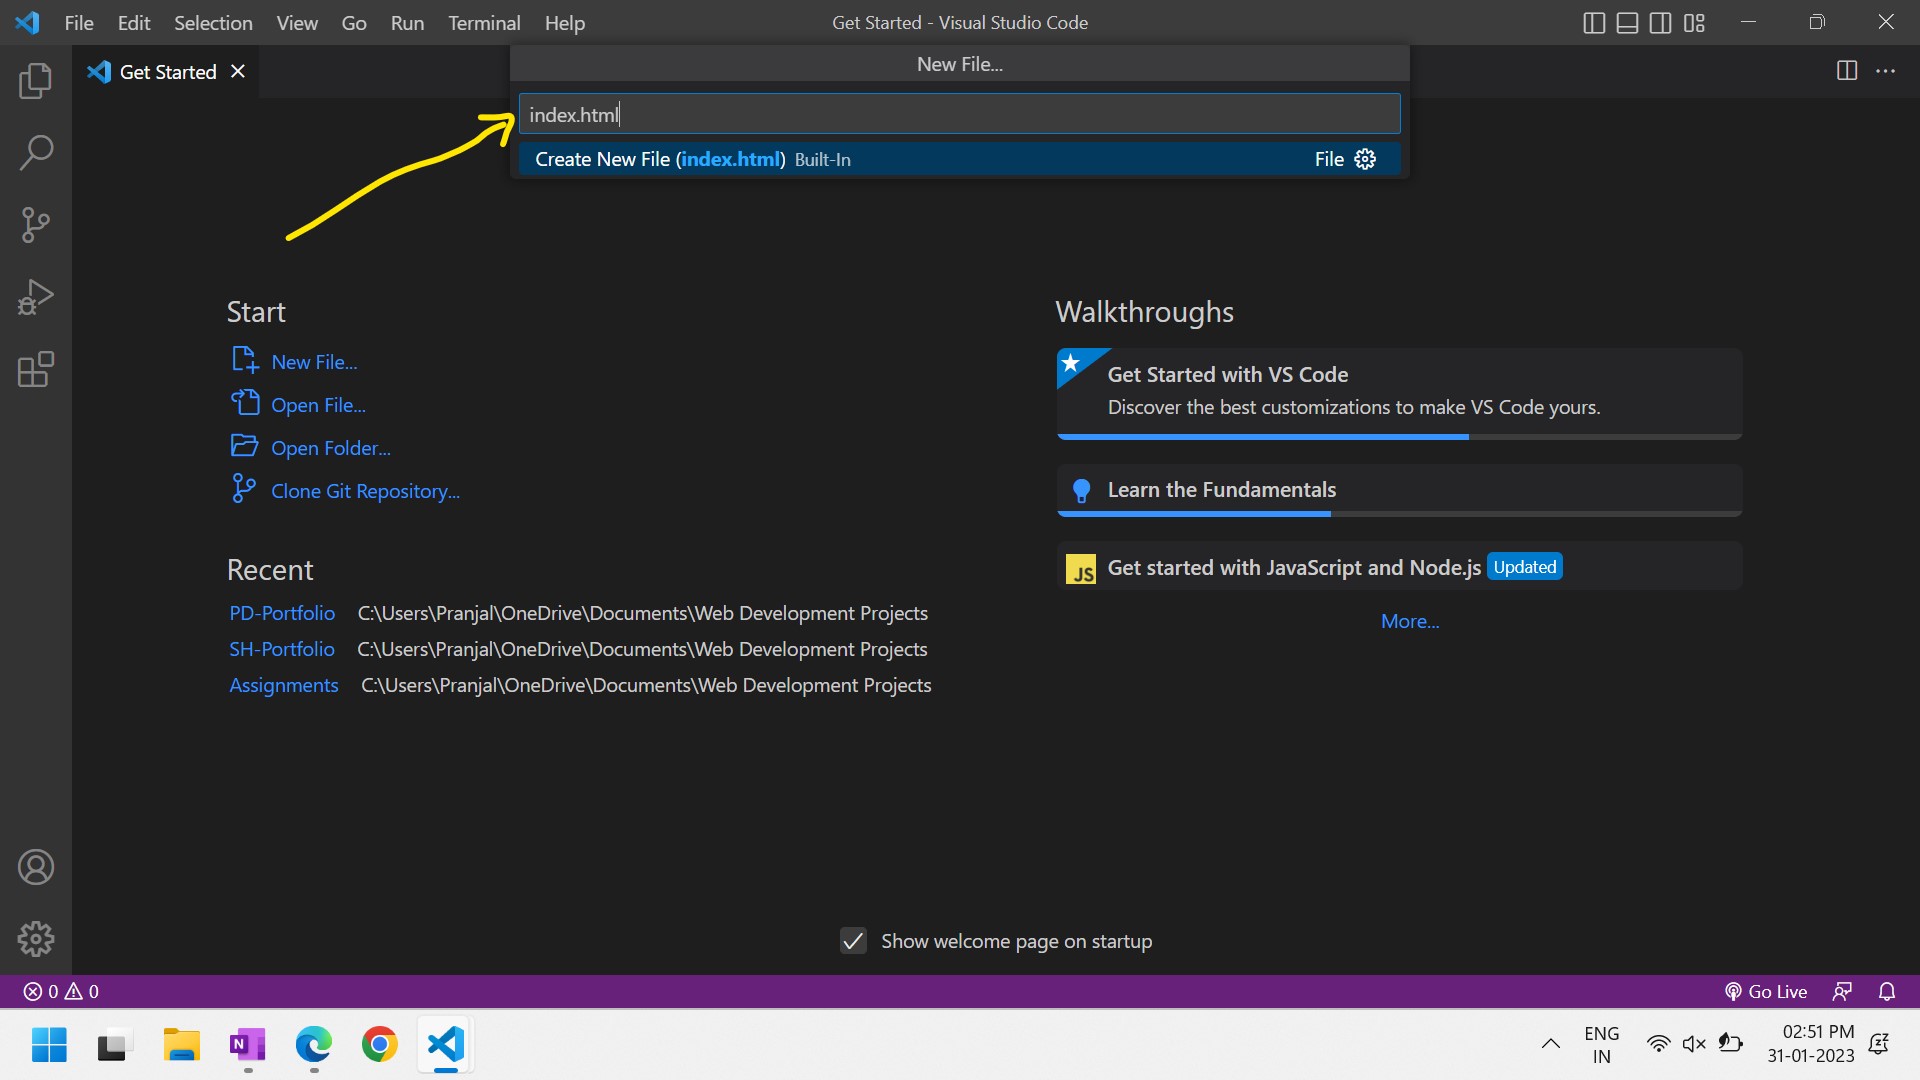 File Edit Selection View Go Run Terminal Help Get Started - Visual Studio Code
Get Started
New File...
index.html
Create New File (index.html) Built-In File
Start
New File...
Open File...
Open Folder...
Clone Git Repository...
Recent
PD-Portfolio C:\Users\Pranjal\OneDrive\Documents\Web Development Projects
SH-Portfolio C:\Users\Pranjal\OneDrive\Documents\Web Development Projects
Assignments C:\Users\Pranjal\OneDrive\Documents\Web Development Projects
Walkthroughs
Get Started with VS Code
Discover the best customizations to make VS Code yours.
Learn the Fundamentals
JS Get started with JavaScript and Node.js Updated
More...
Show welcome page on startup
0 0 Go Live
N
ENG 02:51 PM
IN 31-01-2023